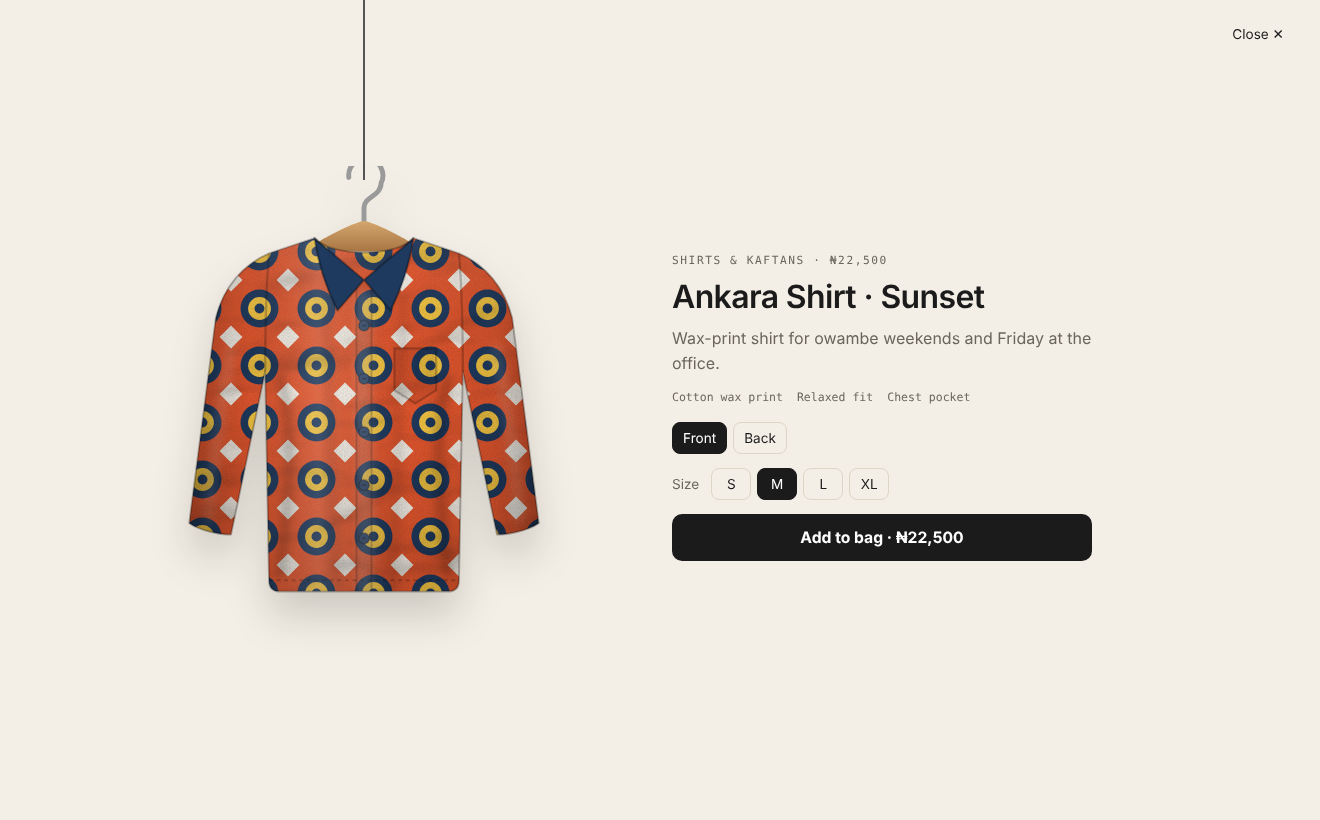 Close ✕
SHIRTS & KAFTANS · ₦22,500
Ankara Shirt · Sunset
Wax-print shirt for owambe weekends and Friday at the
office.
Cotton wax print Relaxed fit Chest pocket
Front Back
Size S M L XL
Add to bag · ₦22,500